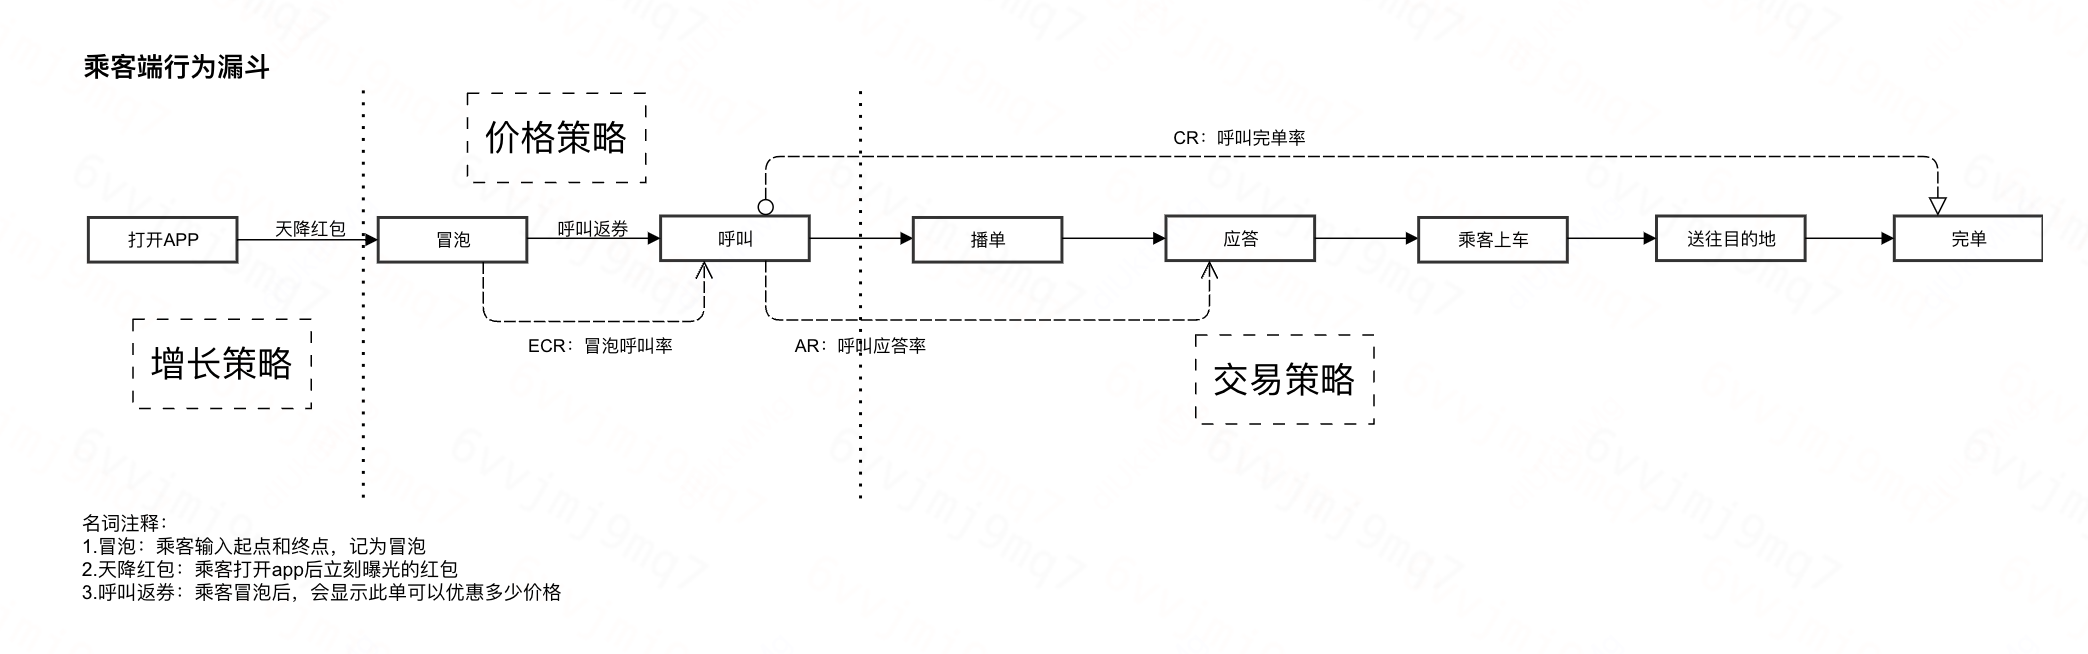 乘客端行为漏斗
价格策略
CR：呼叫完单率
打开APP
天降红包
冒泡
呼叫返券
呼叫
播单
应答
乘客上车
送往目的地
完单
ECR：冒泡呼叫率
AR：呼叫应答率
增长策略
交易策略
名词注释：
1.冒泡：乘客输入起点和终点，记为冒泡
2.天降红包：乘客打开app后立刻曝光的红包
3.呼叫返券：乘客冒泡后，会显示此单可以优惠多少价格
6vvjmj9mq7